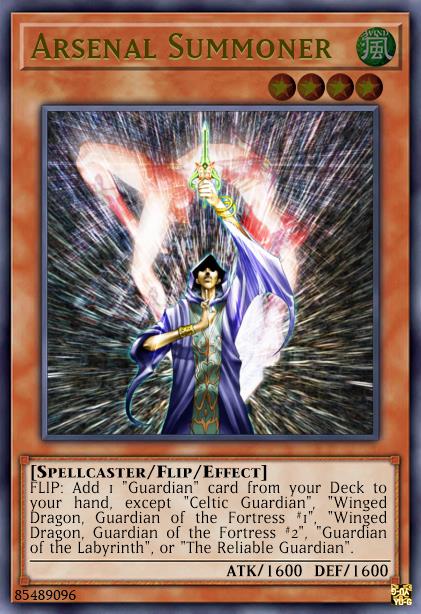 ARSENAL SUMMONER
WIND
風
[SPELLCASTER/FLIP/EFFECT]
FLIP: Add 1 "Guardian" card from your Deck to
your hand, except "Celtic Guardian", "Winged
Dragon, Guardian of the Fortress #1", "Winged
Dragon, Guardian of the Fortress #2", "Guardian
of the Labyrinth", or "The Reliable Guardian".
ATK/1600 DEF/1600
85489096